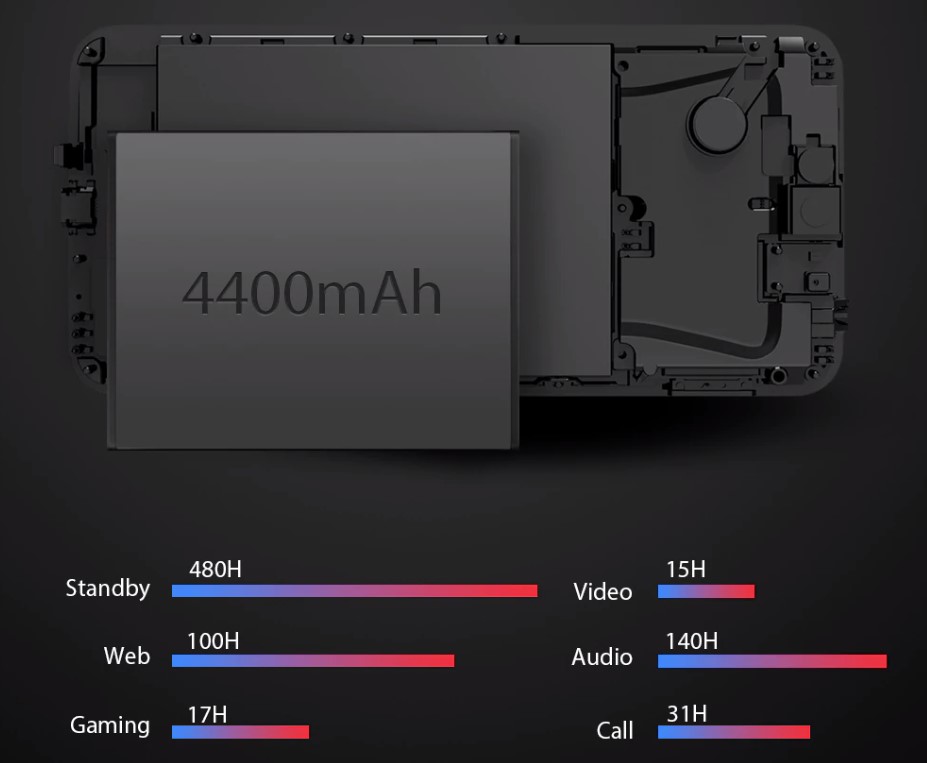 4400mAh
480H
Standby
100H
Web
17H
Gaming
15H
Video
140H
Audio
31H
Call